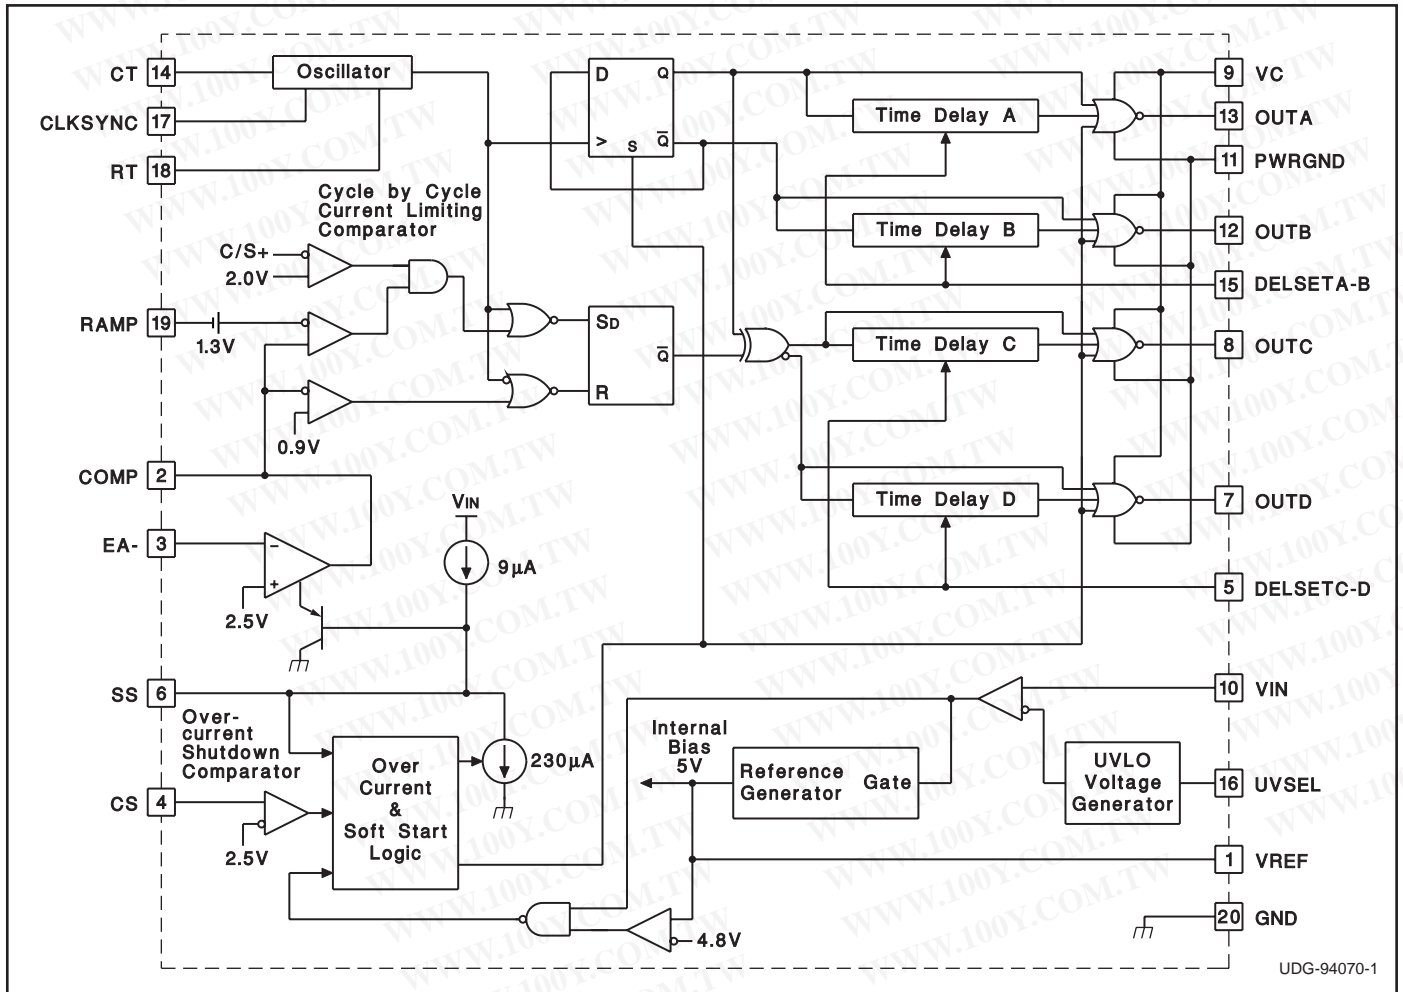 CT 14
Oscillator
CLKSYNC 17
RT 18
Cycle by Cycle
Current Limiting
Comparator
C/S+
2.0V
RAMP 19
1.3V
0.9V
COMP 2
EA- 3
−
+
2.5V
VIN
9µA
SS 6
Over-
current
Shutdown
Comparator
CS 4
2.5V
Over
Current
&
Soft Start
Logic
230µA
D Q
> S Q
SD
Q
R
Time Delay A
Time Delay B
Time Delay C
Time Delay D
9 VC
13 OUTA
11 PWRGND
12 OUTB
15 DELSETA-B
8 OUTC
7 OUTD
5 DELSETC-D
10 VIN
Internal
Bias
5V
Reference
Generator
Gate
UVLO
Voltage
Generator
16 UVSEL
1 VREF
20 GND
4.8V
UDG-94070-1
WWW.100Y.COM.TW